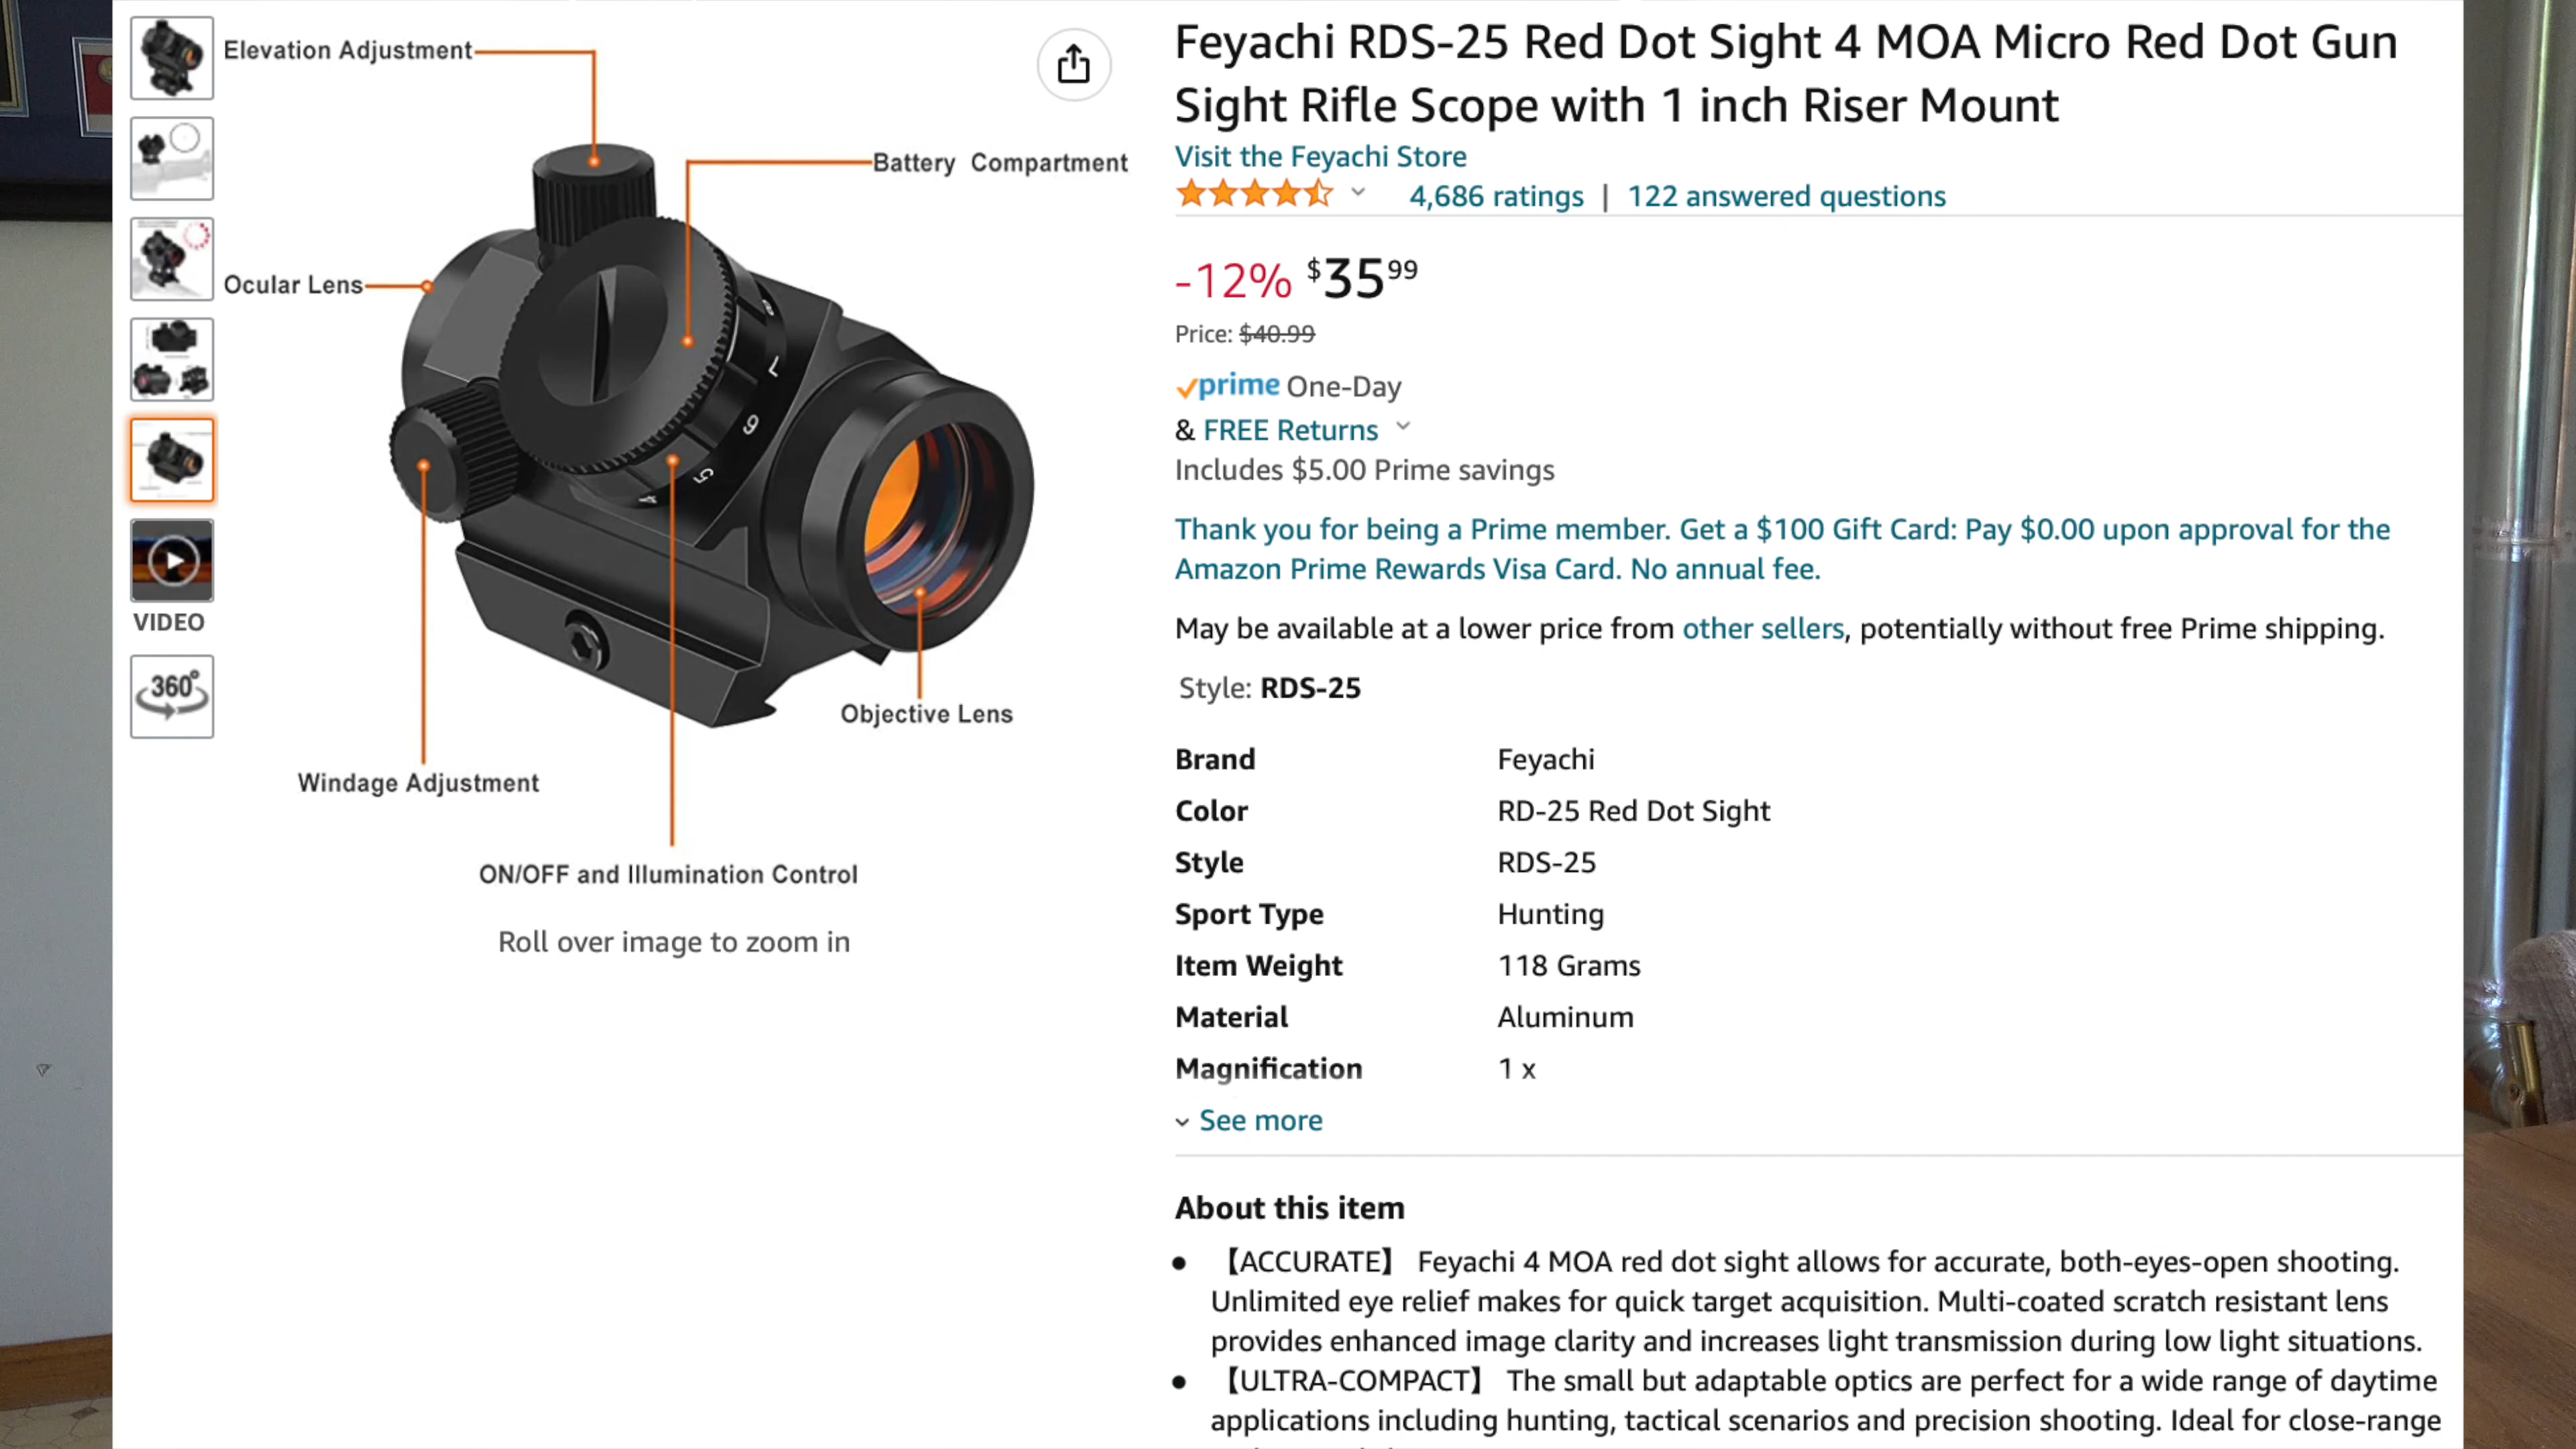 Elevation Adjustment
Battery Compartment
Ocular Lens
8
7
6
5
4
Objective Lens
Windage Adjustment
ON/OFF and Illumination Control
Roll over image to zoom in
VIDEO
360°
Feyachi RDS-25 Red Dot Sight 4 MOA Micro Red Dot Gun
Sight Rifle Scope with 1 inch Riser Mount
Visit the Feyachi Store
4,686 ratings | 122 answered questions
-12% $35 99
Price: $40.99
prime One-Day
& FREE Returns
Includes $5.00 Prime savings
Thank you for being a Prime member. Get a $100 Gift Card: Pay $0.00 upon approval for the
Amazon Prime Rewards Visa Card. No annual fee.
May be available at a lower price from other sellers, potentially without free Prime shipping.
Style: RDS-25
Brand Feyachi
Color RD-25 Red Dot Sight
Style RDS-25
Sport Type Hunting
Item Weight 118 Grams
Material Aluminum
Magnification 1 x
See more
About this item
• 【ACCURATE】 Feyachi 4 MOA red dot sight allows for accurate, both-eyes-open shooting.
Unlimited eye relief makes for quick target acquisition. Multi-coated scratch resistant lens
provides enhanced image clarity and increases light transmission during low light situations.
• 【ULTRA-COMPACT】 The small but adaptable optics are perfect for a wide range of daytime
applications including hunting, tactical scenarios and precision shooting. Ideal for close-range